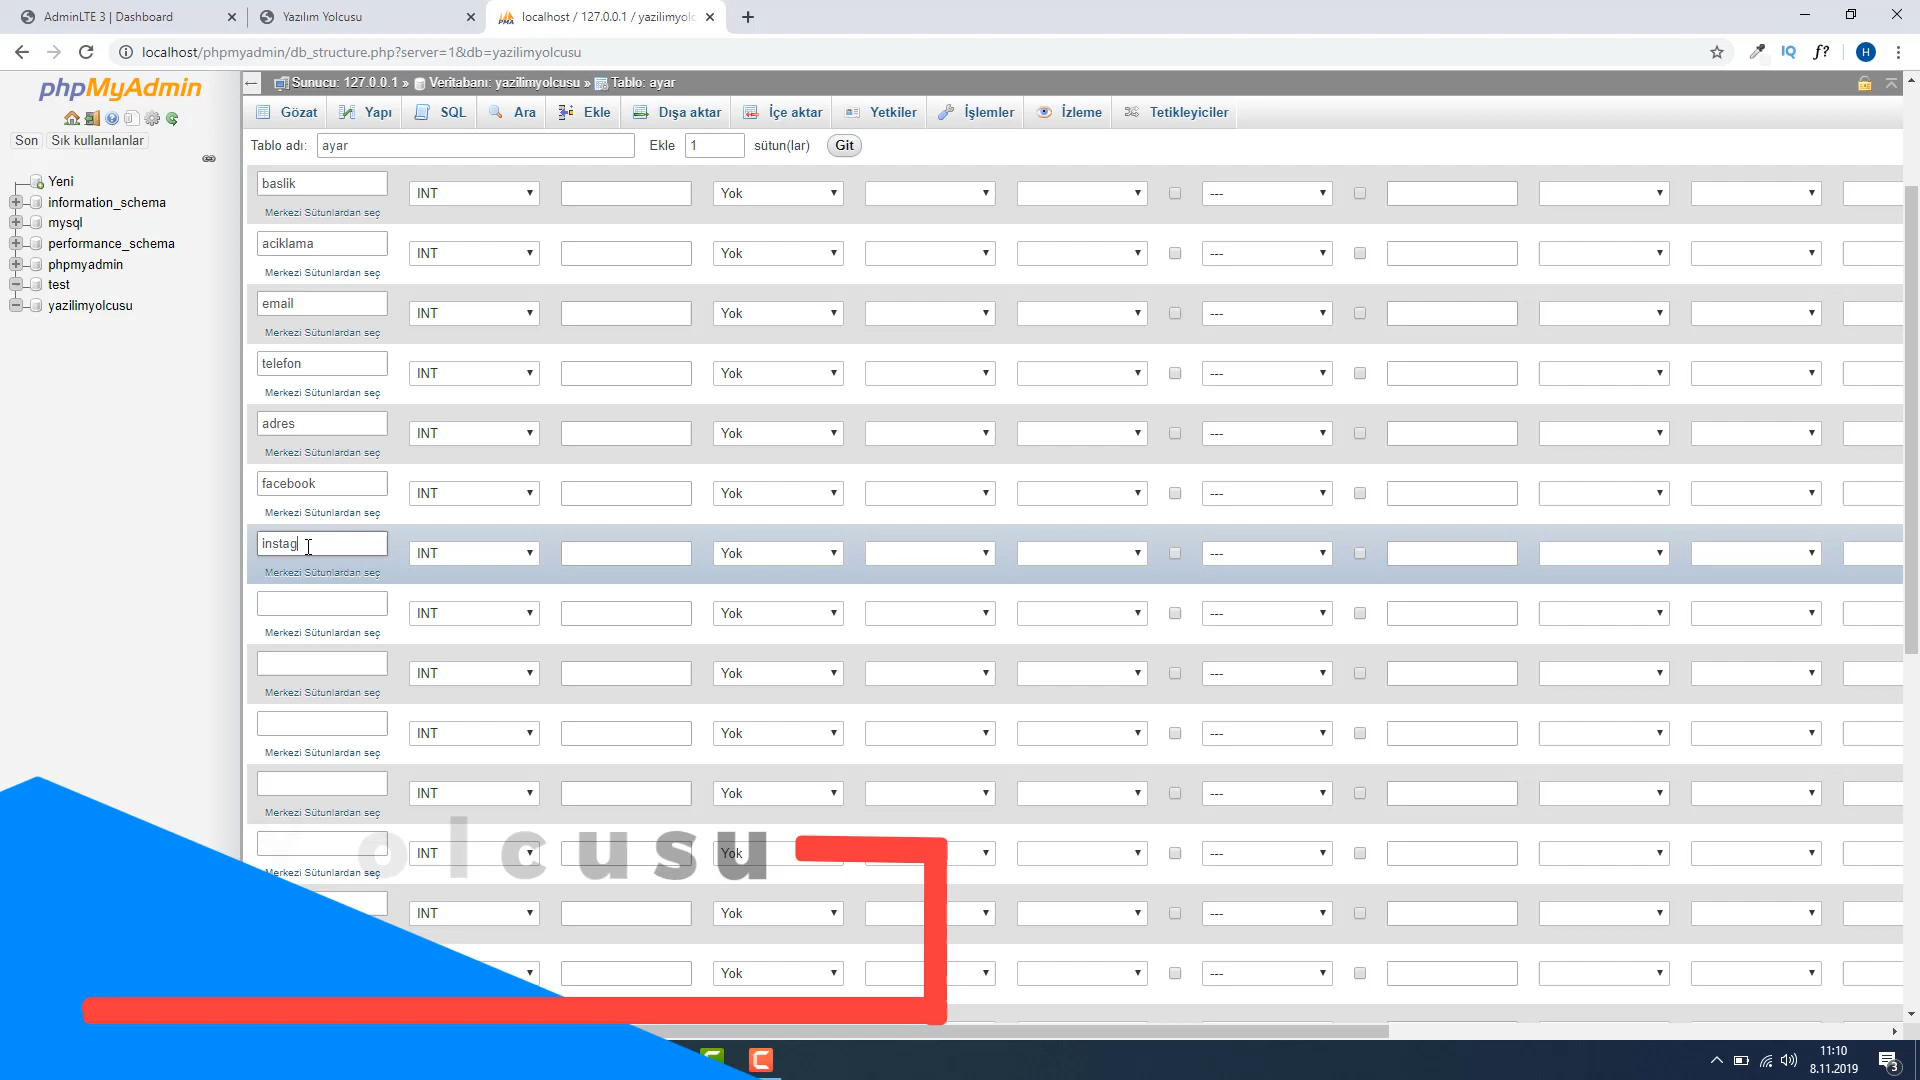 AdminLTE 3 | Dashboard
Yazılım Yolcusu
localhost / 127.0.0.1 / yazilimyolc
localhost/phpmyadmin/db_structure.php?server=1&db=yazilimyolcusu
IQ
f?
H
phpMyAdmin
Son
Sık kullanılanlar
Yeni
information_schema
mysql
performance_schema
phpmyadmin
test
yazilimyolcusu
Sunucu: 127.0.0.1 » Veritabanı: yazilimyolcusu » Tablo: ayar
Gözat
Yapı
SQL
Ara
Ekle
Dışa aktar
İçe aktar
Yetkiler
İşlemler
İzleme
Tetikleyiciler
Tablo adı: ayar Ekle 1 sütun(lar) Git
baslik INT Yok ---
Merkezi Sütunlardan seç
aciklama INT Yok ---
Merkezi Sütunlardan seç
email INT Yok ---
Merkezi Sütunlardan seç
telefon INT Yok ---
Merkezi Sütunlardan seç
adres INT Yok ---
Merkezi Sütunlardan seç
facebook INT Yok ---
Merkezi Sütunlardan seç
instag INT Yok ---
Merkezi Sütunlardan seç
INT Yok ---
Merkezi Sütunlardan seç
INT Yok ---
Merkezi Sütunlardan seç
INT Yok ---
Merkezi Sütunlardan seç
INT Yok ---
Merkezi Sütunlardan seç
INT Yok ---
Merkezi Sütunlardan seç
olcusu
INT Yok ---
Yok ---
11:10
8.11.2019
3